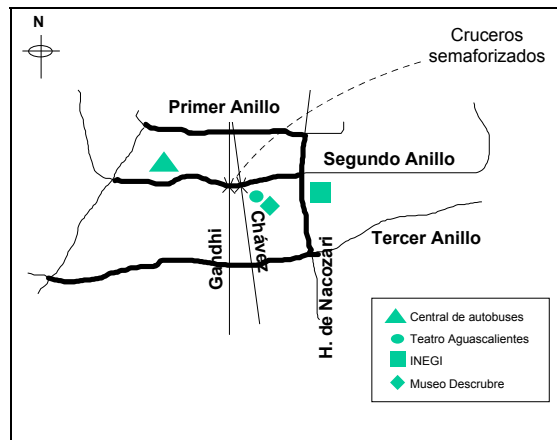 N
Cruceros
semaforizados
Primer Anillo
Segundo Anillo
Tercer Anillo
Gandhi
Chávez
H. de Nacozari
Central de autobuses
Teatro Aguascalientes
INEGI
Museo Descrubre